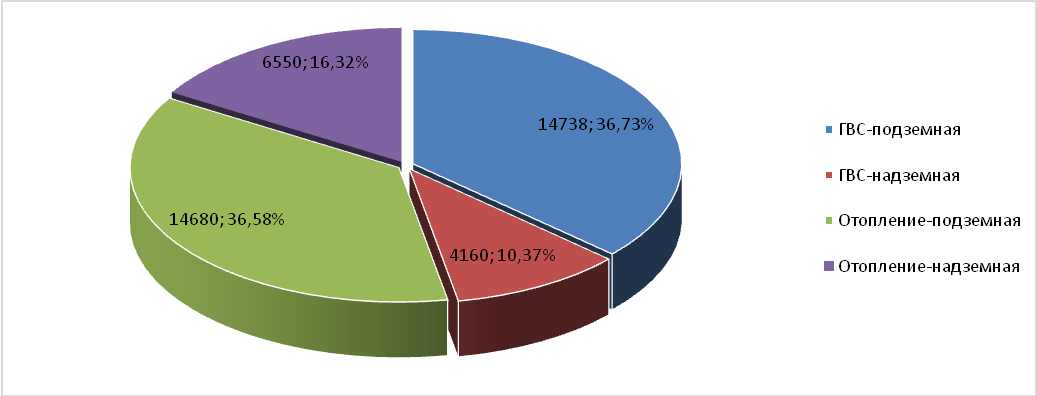 6550; 16,32%
14738; 36,73%
14680; 36,58%
4160; 10,37%
ГВС-подземная
ГВС-надземная
Отопление-подземная
Отопление-надземная